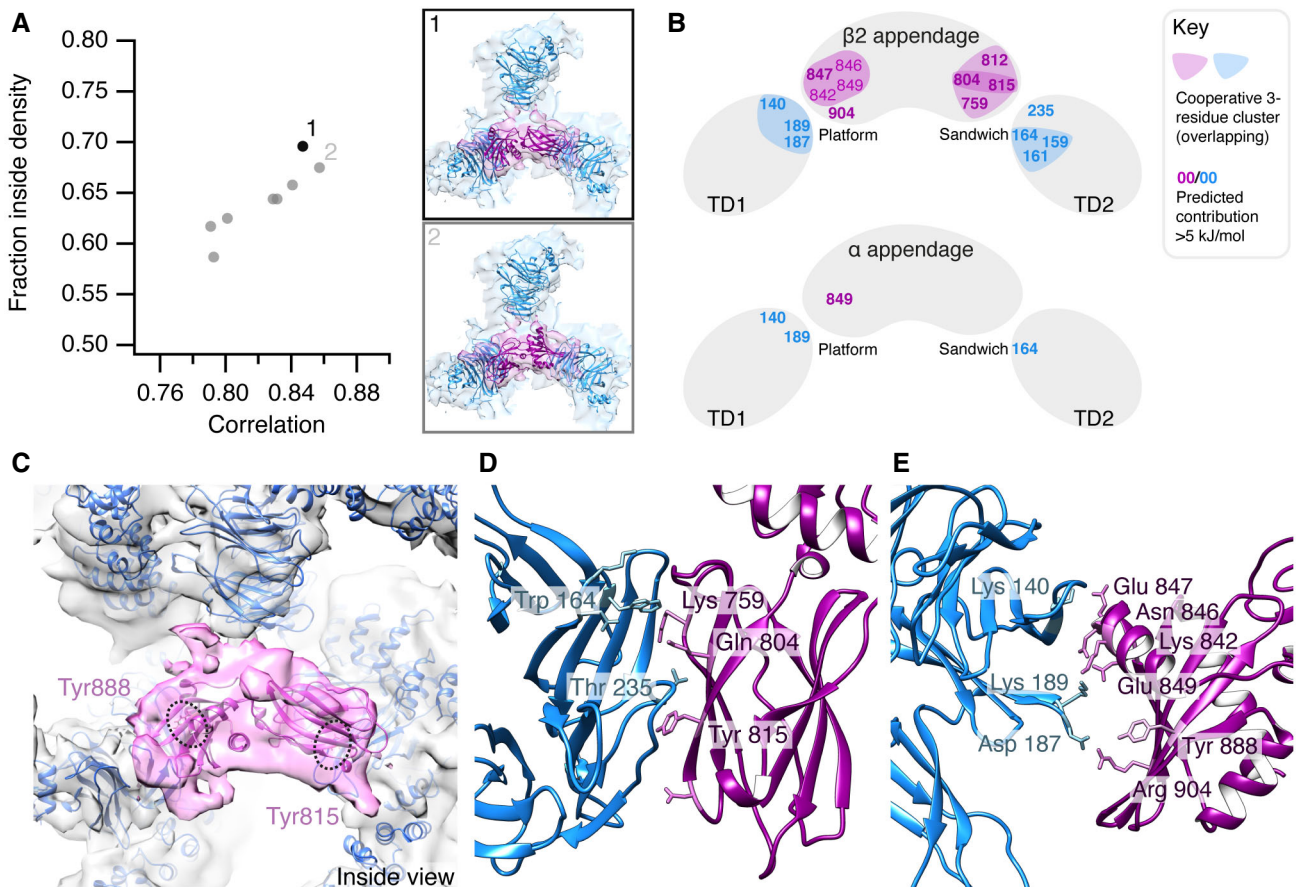 A
Fraction inside density
0.80
0.75
0.70
0.65
0.60
0.55
0.50
0.76 0.80 0.84 0.88
Correlation
1
2
1
2
B
β2 appendage
847 846
842 849
904
812
804 815
759
140
189
187
235
164 159
161
Platform
Sandwich
TD1
TD2
α appendage
849
140
189
164
Platform
Sandwich
TD1
TD2
Key
Cooperative 3-
residue cluster
(overlapping)
00/00
Predicted
contribution
>5 kJ/mol
C
Tyr888
Tyr815
Inside view
D
Trp 164
Lys 759
Gln 804
Thr 235
Tyr 815
E
Lys 140
Glu 847
Asn 846
Lys 842
Lys 189
Glu 849
Asp 187
Tyr 888
Arg 904